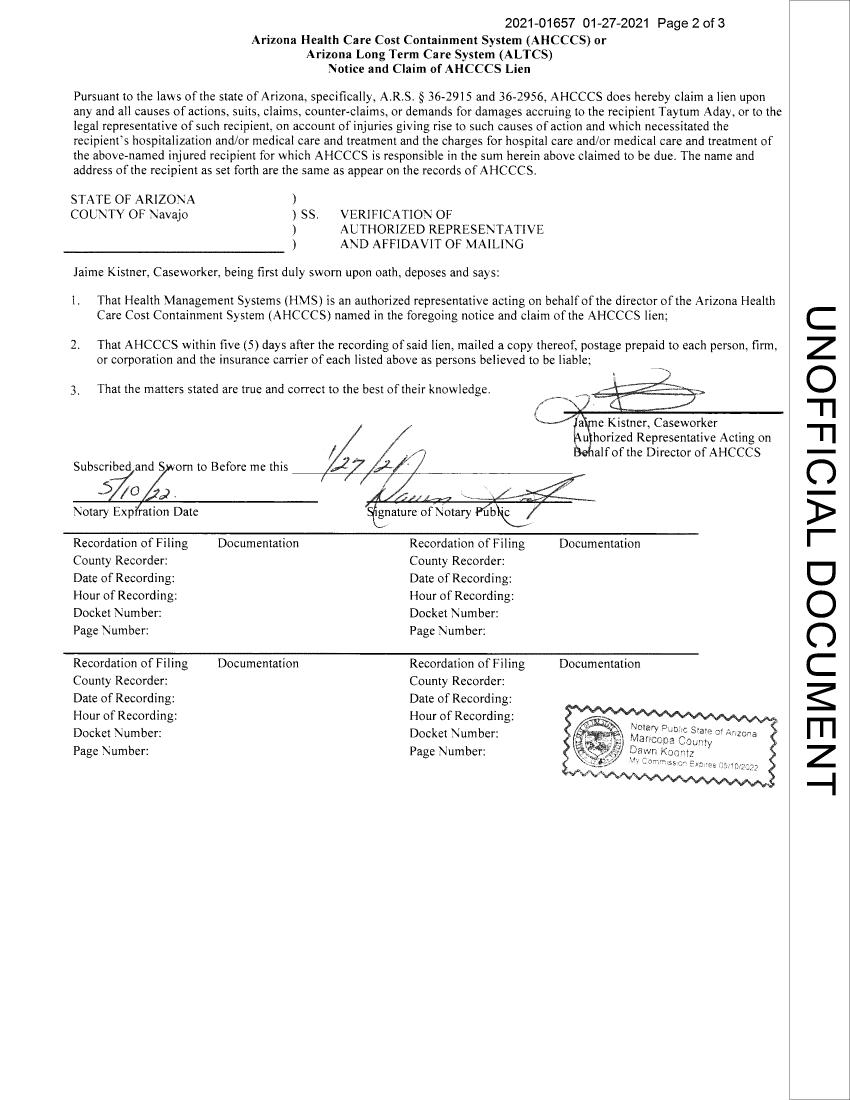 2021-01657 01-27-2021 Page 2 of 3
Arizona Health Care Cost Containment System (AHCCCS) or
Arizona Long Term Care System (ALTCS)
Notice and Claim of AHCCCS Lien
Pursuant to the laws of the state of Arizona, specifically, A.R.S. § 36-2915 and 36-2956, AHCCCS does hereby claim a lien upon
any and all causes of actions, suits, claims, counter-claims, or demands for damages accruing to the recipient Taytum Aday, or to the
legal representative of such recipient, on account of injuries giving rise to such causes of action and which necessitated the
recipient's hospitalization and/or medical care and treatment and the charges for hospital care and/or medical care and treatment of
the above-named injured recipient for which AHCCCS is responsible in the sum herein above claimed to be due. The name and
address of the recipient as set forth are the same as appear on the records of AHCCCS.
STATE OF ARIZONA )
COUNTY OF Navajo ) SS. VERIFICATION OF
) AUTHORIZED REPRESENTATIVE
) AND AFFIDAVIT OF MAILING
Jaime Kistner, Caseworker, being first duly sworn upon oath, deposes and says:
1. That Health Management Systems (HMS) is an authorized representative acting on behalf of the director of the Arizona Health
Care Cost Containment System (AHCCCS) named in the foregoing notice and claim of the AHCCCS lien;
2. That AHCCCS within five (5) days after the recording of said lien, mailed a copy thereof, postage prepaid to each person, firm,
or corporation and the insurance carrier of each listed above as persons believed to be liable;
3. That the matters stated are true and correct to the best of their knowledge.
Jaime Kistner, Caseworker
Authorized Representative Acting on
Behalf of the Director of AHCCCS
Subscribed and Sworn to Before me this 1/27/21
5/10/22.
Notary Expiration Date Signature of Notary Public
Recordation of Filing Documentation Recordation of Filing Documentation
County Recorder: County Recorder:
Date of Recording: Date of Recording:
Hour of Recording: Hour of Recording:
Docket Number: Docket Number:
Page Number: Page Number:
Recordation of Filing Documentation Recordation of Filing Documentation
County Recorder: County Recorder:
Date of Recording: Date of Recording:
Hour of Recording: Hour of Recording:
Docket Number: Docket Number:
Page Number: Page Number:
Notary Public State of Arizona
Maricopa County
Dawn Koontz
My Commission Expires 05/10/2022
UNOFFICIAL DOCUMENT